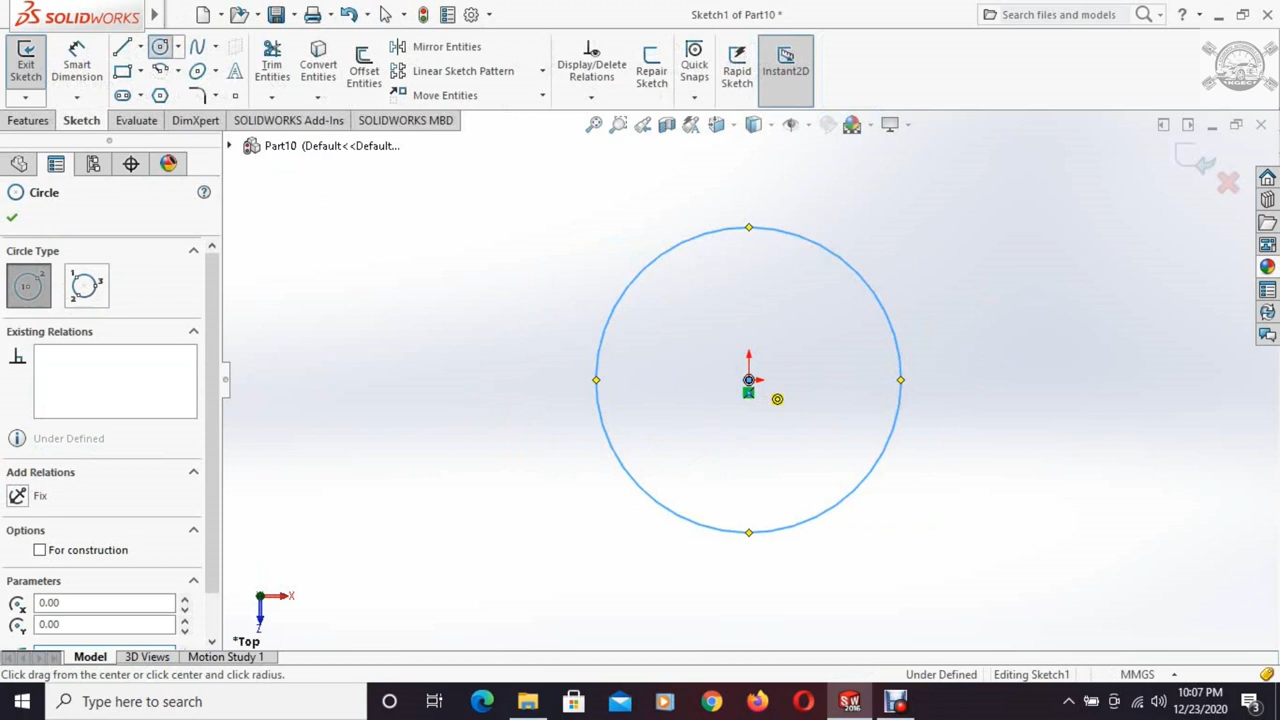 SOLIDWORKS
Sketch1 of Part10 *
Search files and models
?
Exit Sketch
Smart Dimension
Trim Entities
Convert Entities
Offset Entities
Mirror Entities
Linear Sketch Pattern
Move Entities
Display/Delete Relations
Repair Sketch
Quick Snaps
Rapid Sketch
Instant2D
Features
Sketch
Evaluate
DimXpert
SOLIDWORKS Add-Ins
SOLIDWORKS MBD
Part10 (Default<<Default...
Circle
Circle Type
Existing Relations
Under Defined
Add Relations
Fix
Options
For construction
Parameters
0.00
0.00
X
Z
*Top
Model
3D Views
Motion Study 1
Click drag from the center or click center and click radius.
Under Defined
Editing Sketch1
MMGS
Type here to search
10:07 PM
12/23/2020